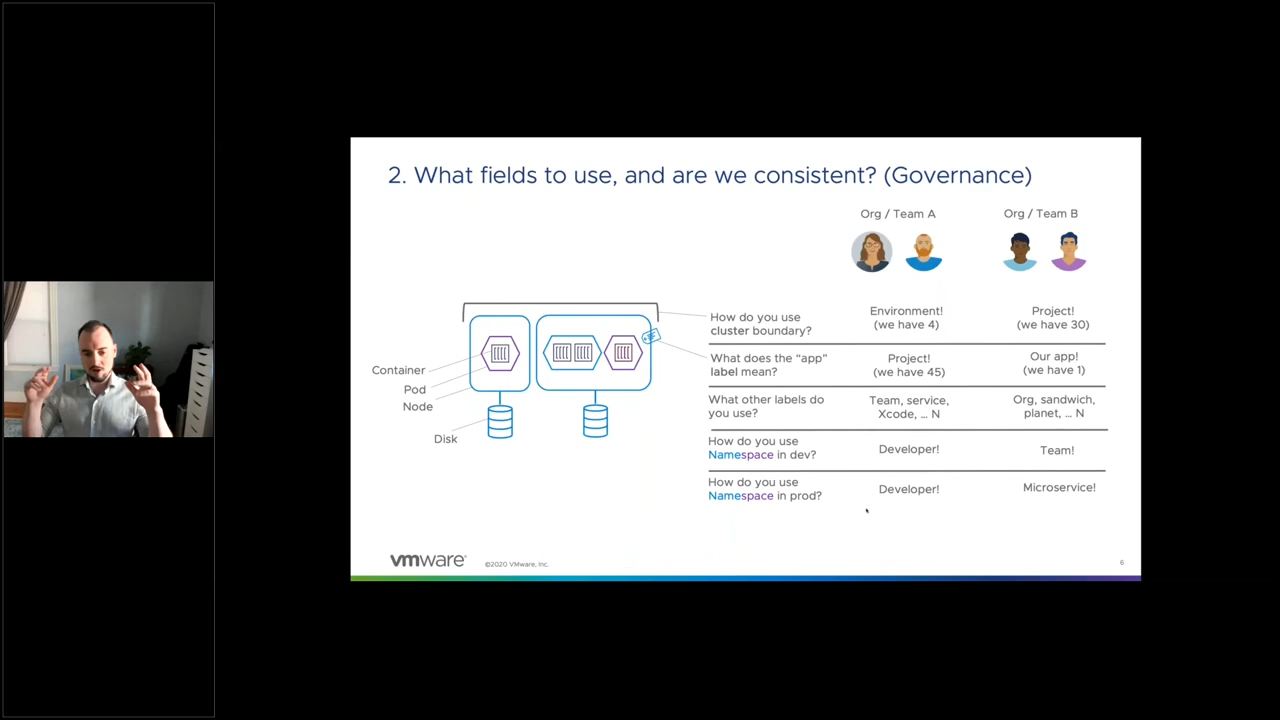 2. What fields to use, and are we consistent? (Governance)
Org / Team A
Org / Team B
Container
Pod
Node
Disk
How do you use
cluster boundary?
Environment!
(we have 4)
Project!
(we have 30)
What does the “app”
label mean?
Project!
(we have 45)
Our app!
(we have 1)
What other labels do
you use?
Team, service,
Xcode, ... N
Org, sandwich,
planet, ... N
How do you use
Namespace in dev?
Developer!
Team!
How do you use
Namespace in prod?
Developer!
Microservice!
vmware®
©2020 VMware, Inc.
6